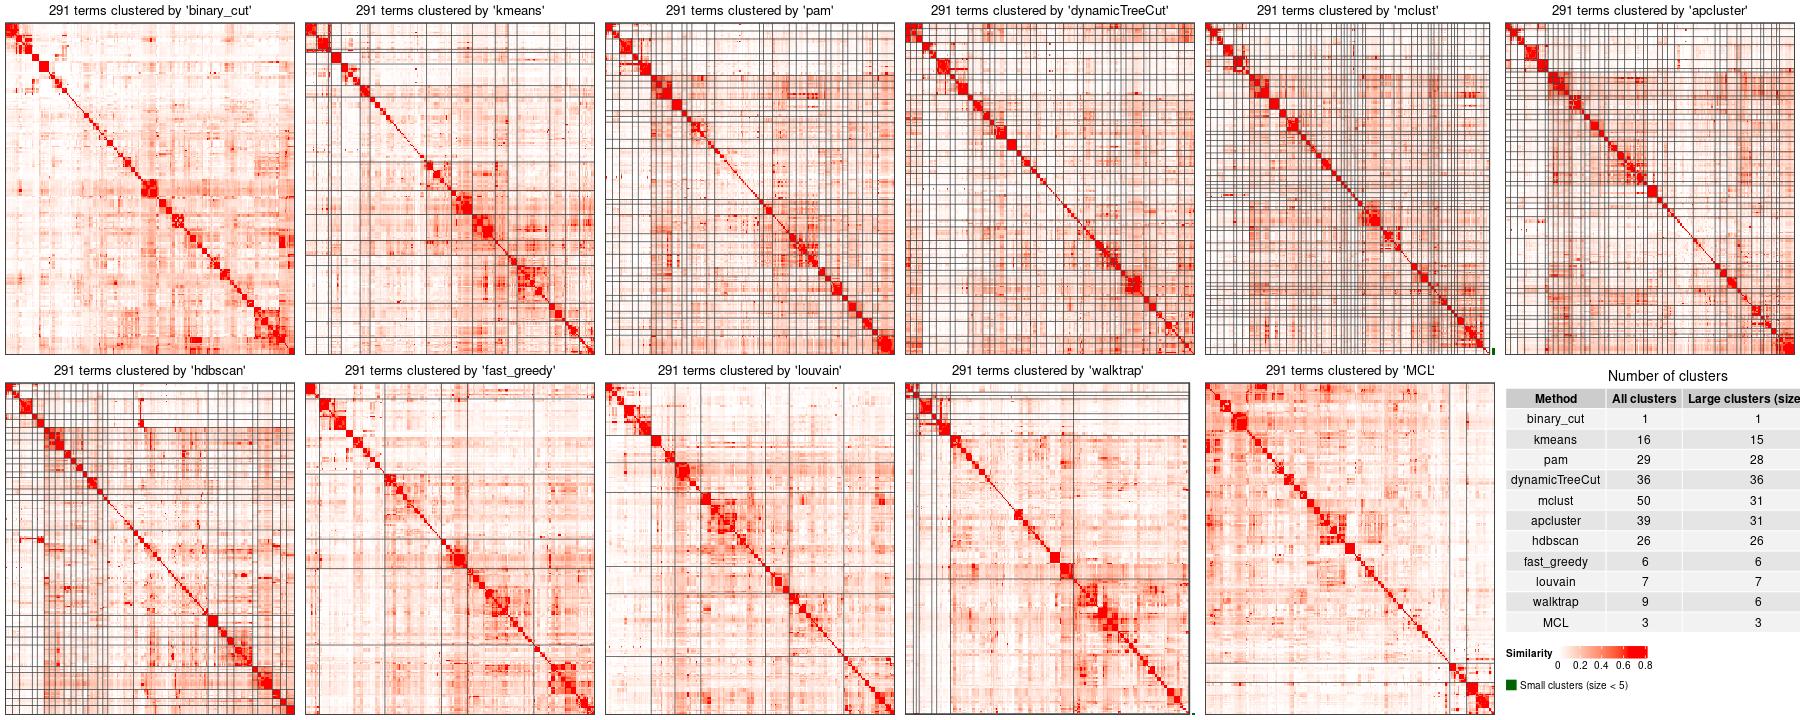 291 terms clustered by 'binary_cut'
291 terms clustered by 'kmeans'
291 terms clustered by 'pam'
291 terms clustered by 'dynamicTreeCut'
291 terms clustered by 'mclust'
291 terms clustered by 'apcluster'
291 terms clustered by 'hdbscan'
291 terms clustered by 'fast_greedy'
291 terms clustered by 'louvain'
291 terms clustered by 'walktrap'
291 terms clustered by 'MCL'
Number of clusters
Method All clusters Large clusters (size
binary_cut 1 1
kmeans 16 15
pam 29 28
dynamicTreeCut 36 36
mclust 50 31
apcluster 39 31
hdbscan 26 26
fast_greedy 6 6
louvain 7 7
walktrap 9 6
MCL 3 3
Similarity
0 0.2 0.4 0.6 0.8
Small clusters (size < 5)